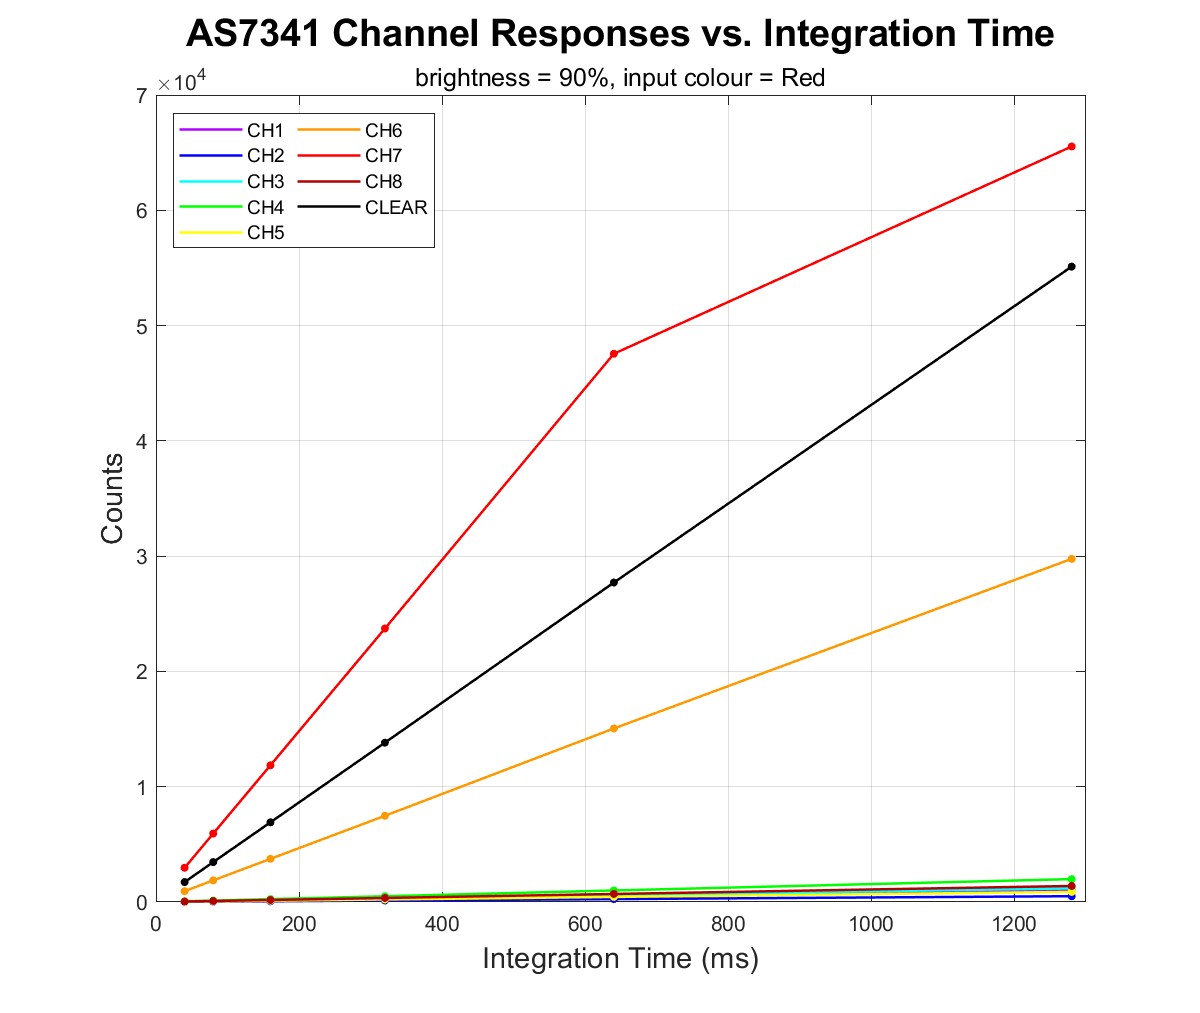 AS7341 Channel Responses vs. Integration Time
brightness = 90%, input colour = Red
×10⁴
7
6
5
4
3
2
1
0
Counts
CH1 CH6
CH2 CH7
CH3 CH8
CH4 CLEAR
CH5
0 200 400 600 800 1000 1200
Integration Time (ms)